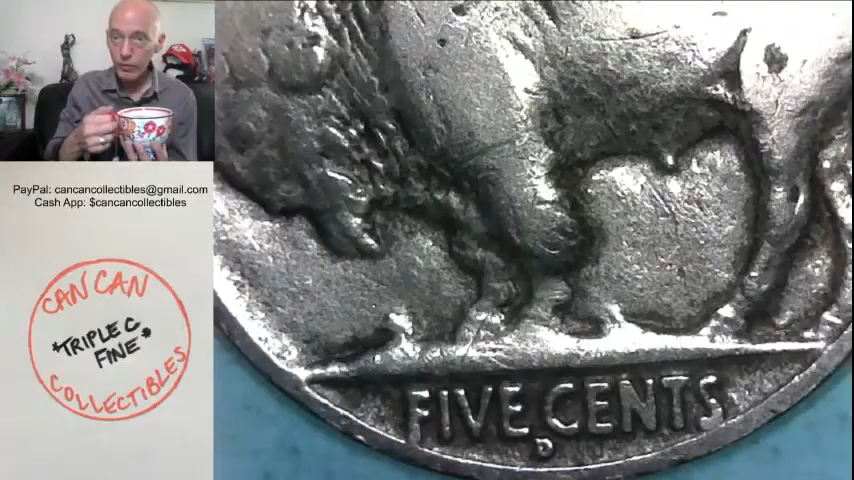 PayPal: cancancollectibles@gmail.com
Cash App: $cancancollectibles
CAN CAN
*TRIPLE C
FINE*
COLLECTIBLES
FIVE CENTS
D